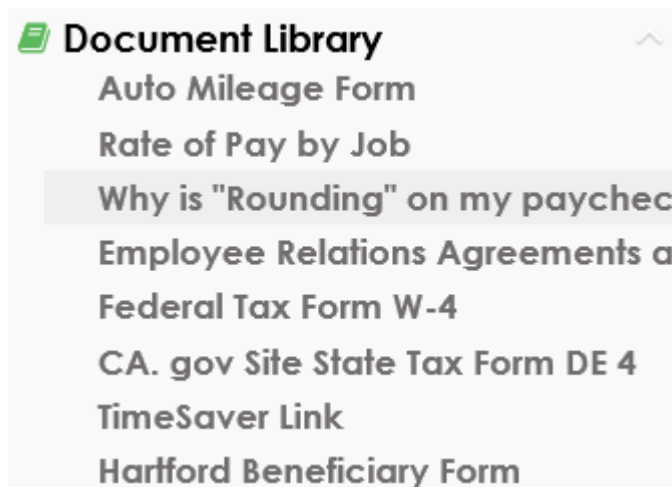 Document Library
Auto Mileage Form
Rate of Pay by Job
Why is "Rounding" on my paychec
Employee Relations Agreements a
Federal Tax Form W-4
CA. gov Site State Tax Form DE 4
TimeSaver Link
Hartford Beneficiary Form